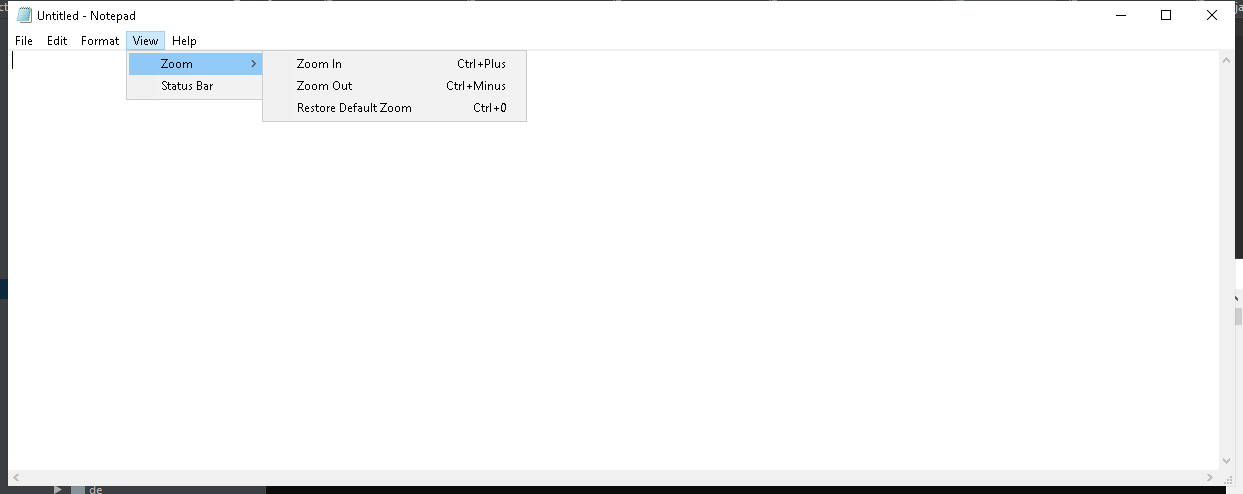 Untitled - Notepad
File Edit Format View Help
Zoom Zoom In Ctrl+Plus
Status Bar Zoom Out Ctrl+Minus
Restore Default Zoom Ctrl+0
de